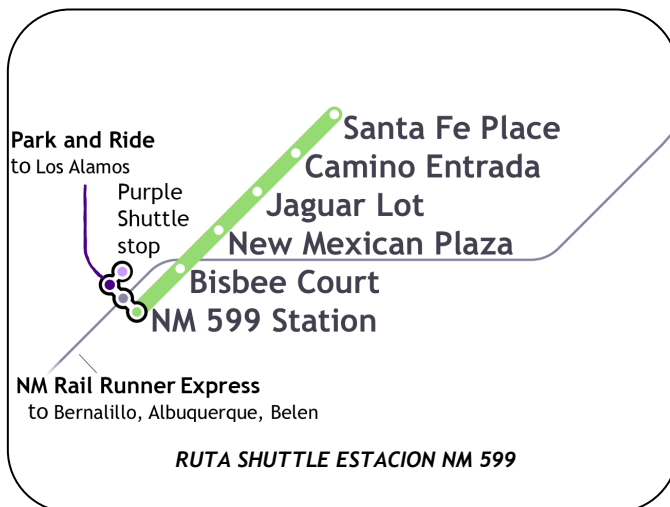 Santa Fe Place
Park and Ride
to Los Alamos
Camino Entrada
Purple
Shuttle
stop
Jaguar Lot
New Mexican Plaza
Bisbee Court
NM 599 Station
NM Rail Runner Express
to Bernalillo, Albuquerque, Belen
RUTA SHUTTLE ESTACION NM 599